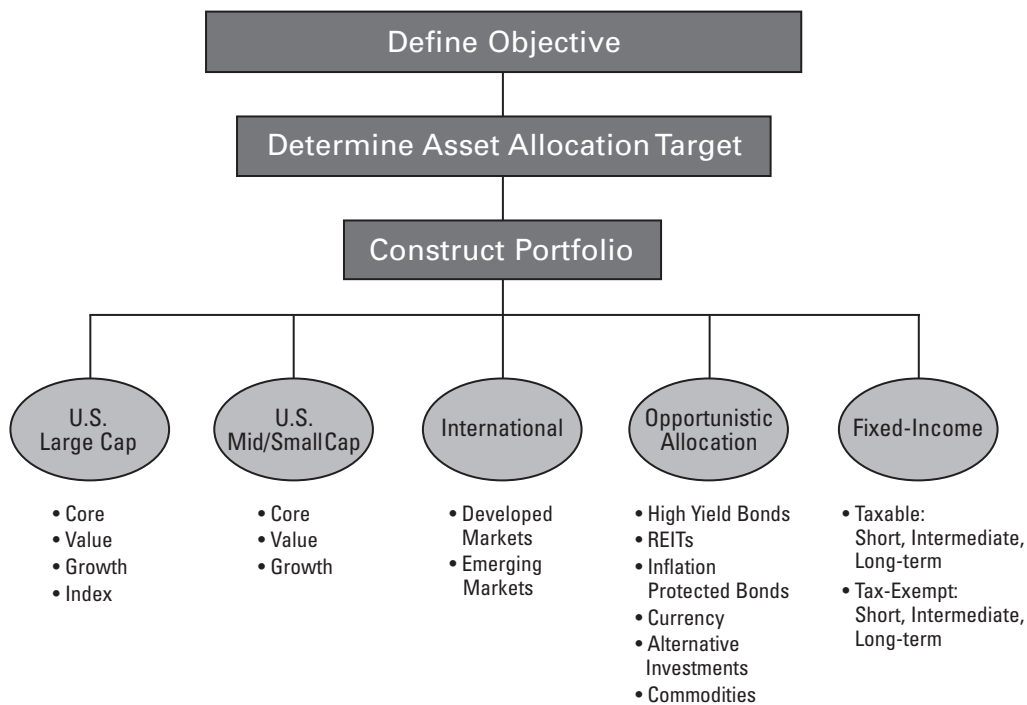 Define Objective
Determine Asset Allocation Target
Construct Portfolio
U.S.
Large Cap
• Core
• Value
• Growth
• Index
U.S.
Mid/Small Cap
• Core
• Value
• Growth
International
• Developed
Markets
• Emerging
Markets
Opportunistic
Allocation
• High Yield Bonds
• REITs
• Inflation
Protected Bonds
• Currency
• Alternative
Investments
• Commodities
Fixed-Income
• Taxable:
Short, Intermediate,
Long-term
• Tax-Exempt:
Short, Intermediate,
Long-term